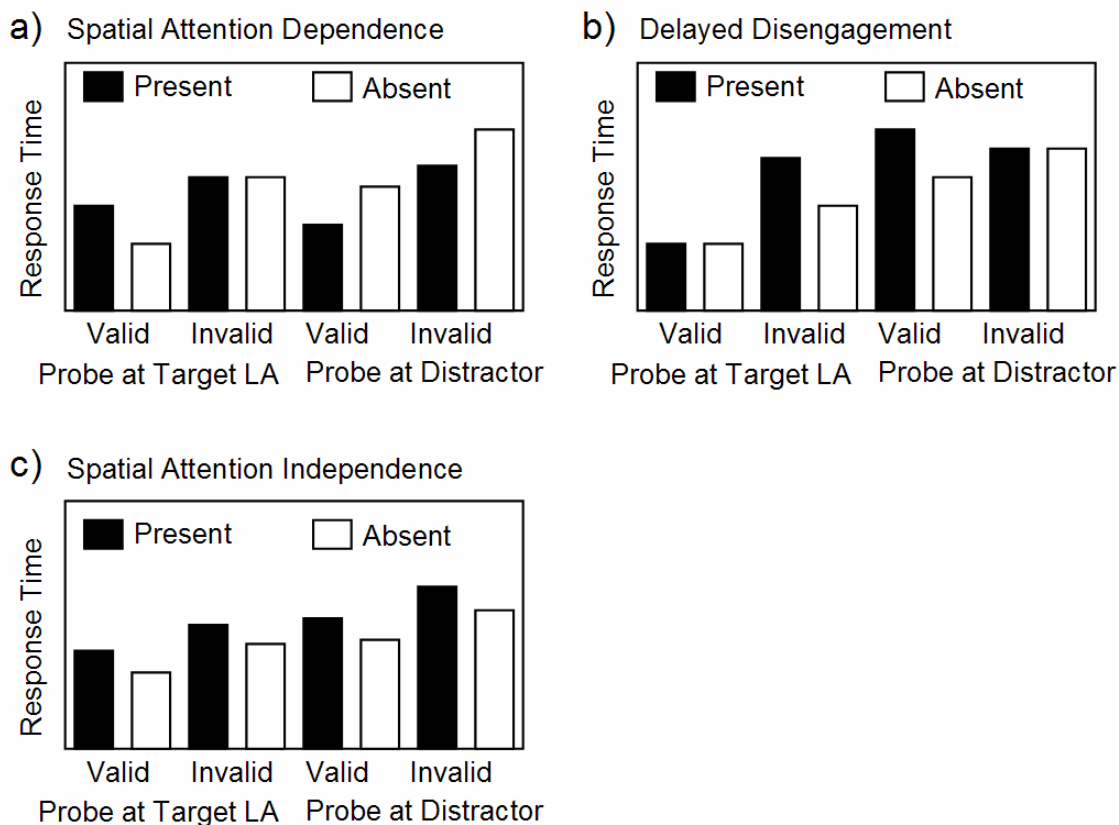 a) Spatial Attention Dependence
Present Absent
Response Time
Valid Invalid Valid Invalid
Probe at Target LA Probe at Distractor
b) Delayed Disengagement
Present Absent
Response Time
Valid Invalid Valid Invalid
Probe at Target LA Probe at Distractor
c) Spatial Attention Independence
Present Absent
Response Time
Valid Invalid Valid Invalid
Probe at Target LA Probe at Distractor